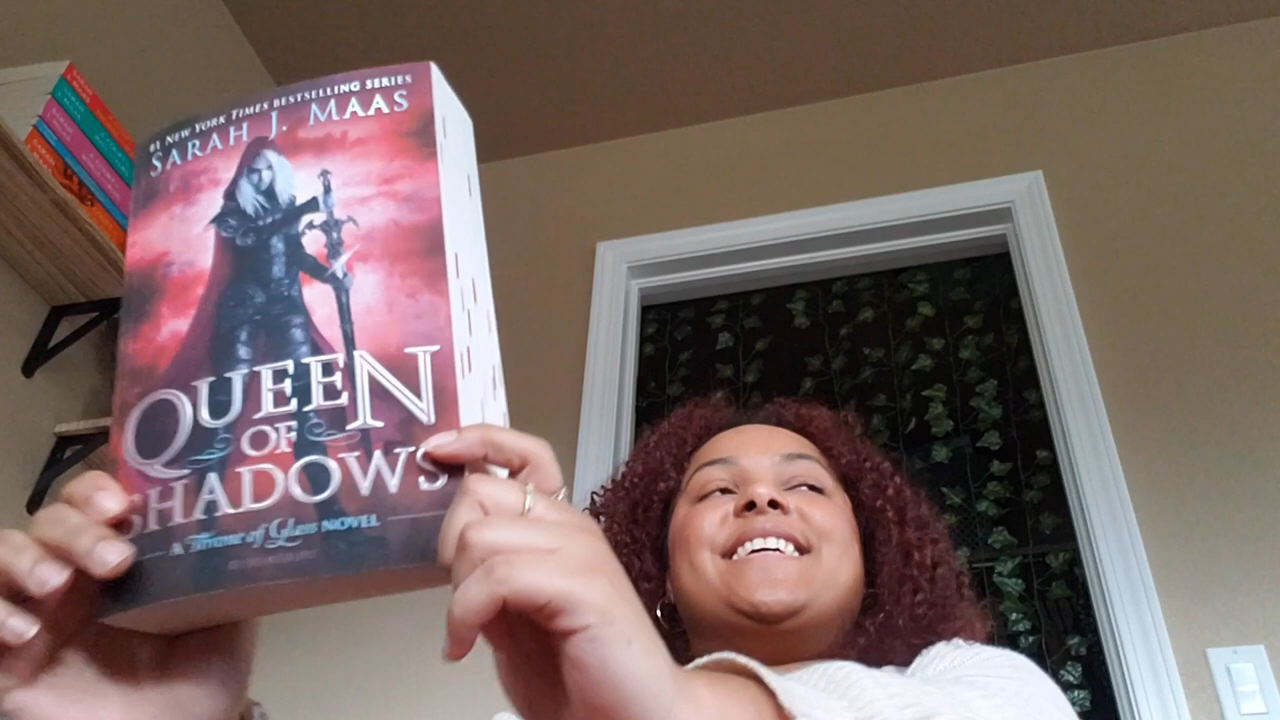 #1 NEW YORK TIMES BESTSELLING SERIES
SARAH J. MAAS
QUEEN
OF
SHADOWS
A Throne of Glass NOVEL